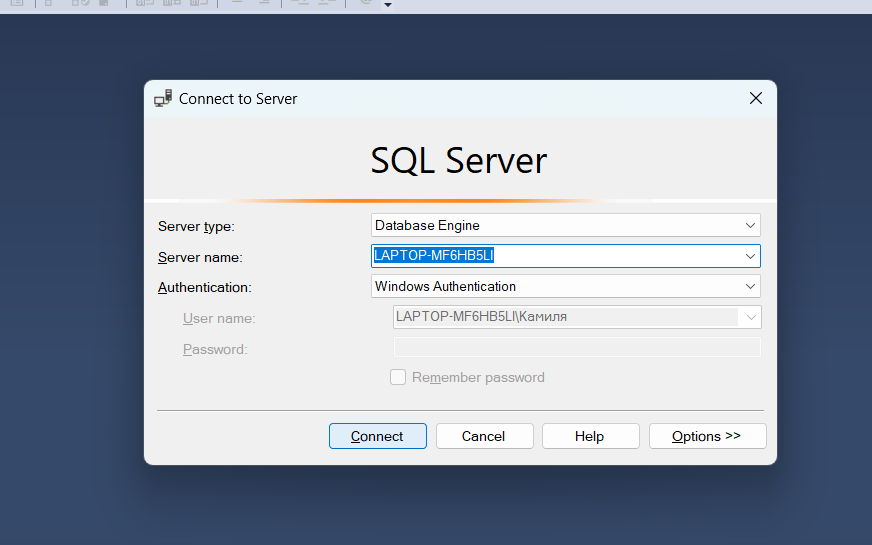 Connect to Server
SQL Server
Server type: Database Engine
Server name: LAPTOP-MF6HB5LI
Authentication: Windows Authentication
User name: LAPTOP-MF6HB5LI\Камиля
Password:
Remember password
Connect Cancel Help Options >>